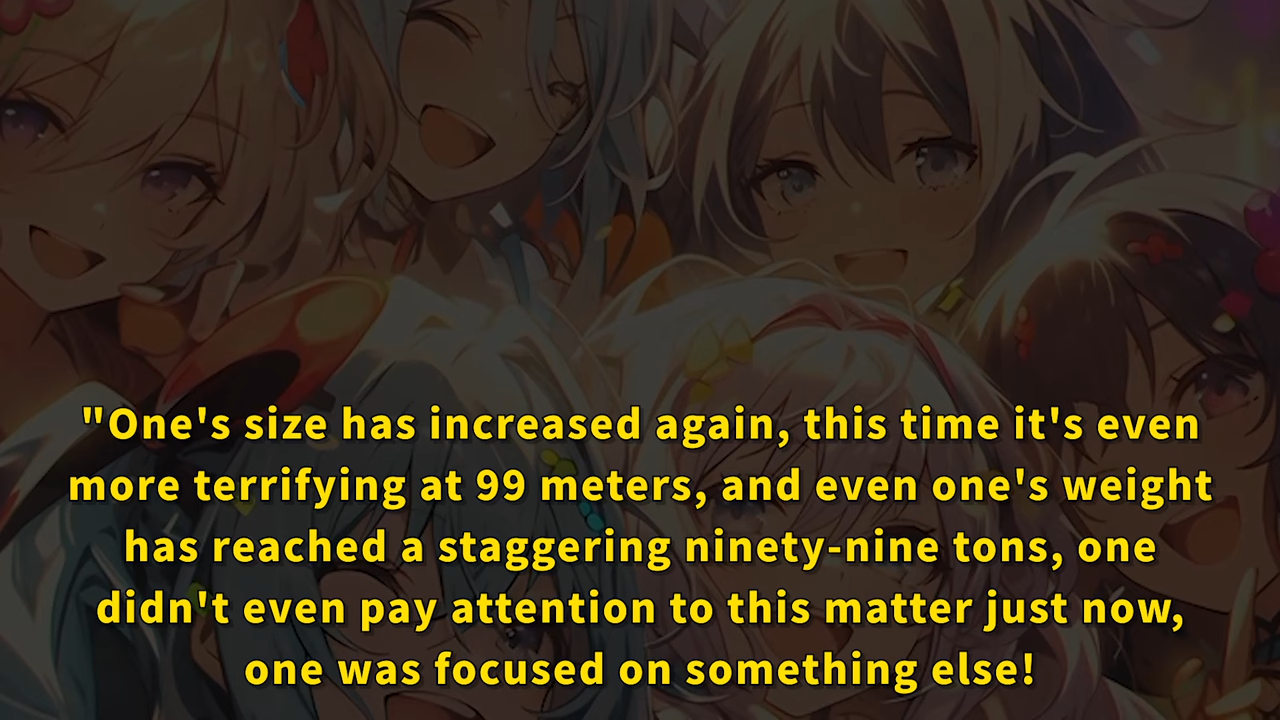 "One's size has increased again, this time it's even
more terrifying at 99 meters, and even one's weight
has reached a staggering ninety-nine tons, one
didn't even pay attention to this matter just now,
one was focused on something else!